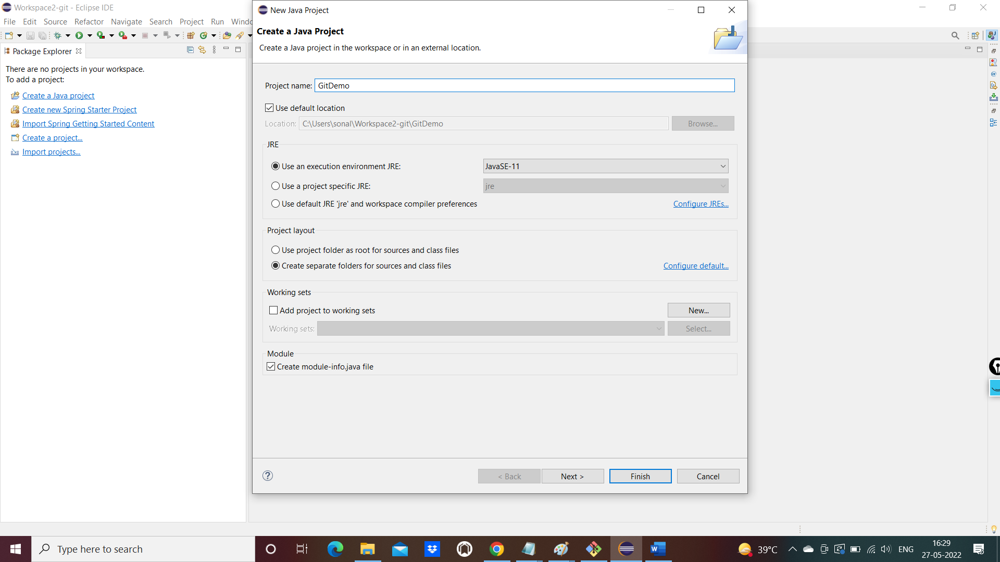 Workspace2-git - Eclipse IDE
File Edit Source Refactor Navigate Search Project Run Windo
Package Explorer
There are no projects in your workspace.
To add a project:
Create a Java project
Create new Spring Starter Project
Import Spring Getting Started Content
Create a project...
Import projects...
New Java Project
Create a Java Project
Create a Java project in the workspace or in an external location.
Project name: GitDemo
Use default location
Location: C:\Users\sonal\Workspace2-git\GitDemo Browse...
JRE
Use an execution environment JRE: JavaSE-11
Use a project specific JRE: jre
Use default JRE 'jre' and workspace compiler preferences Configure JREs...
Project layout
Use project folder as root for sources and class files
Create separate folders for sources and class files Configure default...
Working sets
Add project to working sets New...
Working sets: Select...
Module
Create module-info.java file
< Back Next > Finish Cancel
Type here to search
39°C
ENG
16:29
27-05-2022